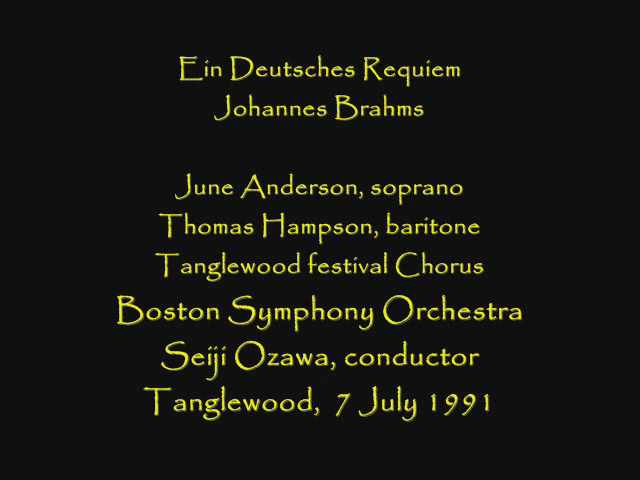 Ein Deutsches Requiem
Johannes Brahms
June Anderson, soprano
Thomas Hampson, baritone
Tanglewood festival Chorus
Boston Symphony Orchestra
Seiji Ozawa, conductor
Tanglewood, 7 July 1991